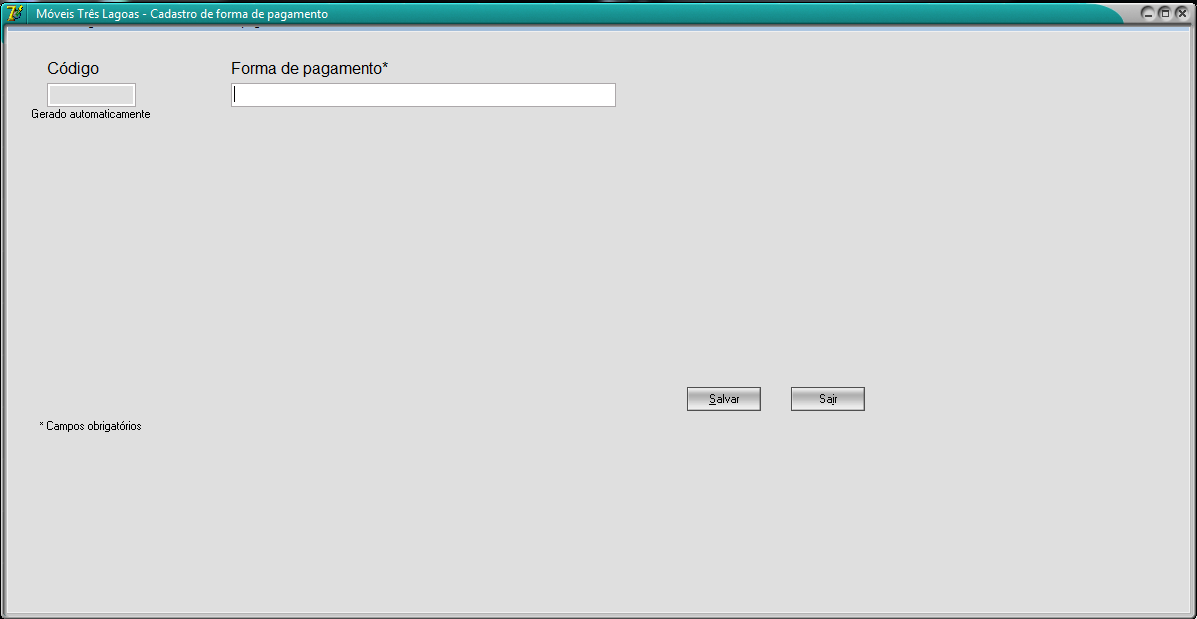 Móveis Três Lagoas - Cadastro de forma de pagamento
Código
Forma de pagamento*
Gerado automaticamente
Salvar
Sair
* Campos obrigatórios